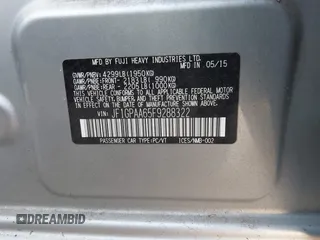 MFD BY FUJI HEAVY INDUSTRIES LTD. IN 05/15
GVWR/PNBV= 4299LB(1950KG)
GAWR/PNBE: FRONT- 2183LB( 990KG)
GAWR/PNBE: REAR - 2205LB(1000KG)
THIS VEHICLE CONFORMS TO ALL APPLICABLE FEDERAL MOTOR VEHICLE SAFETY, BUMPER, AND THEFT PREVENTION STANDARDS IN EFFECT ON THE DATE OF MANUFACTURE SHOWN ABOVE.
VIN: JF1GPAA65F9288322
PASSENGER CAR TYPE:PC/VT ICES/NMB-002
DREAMBID